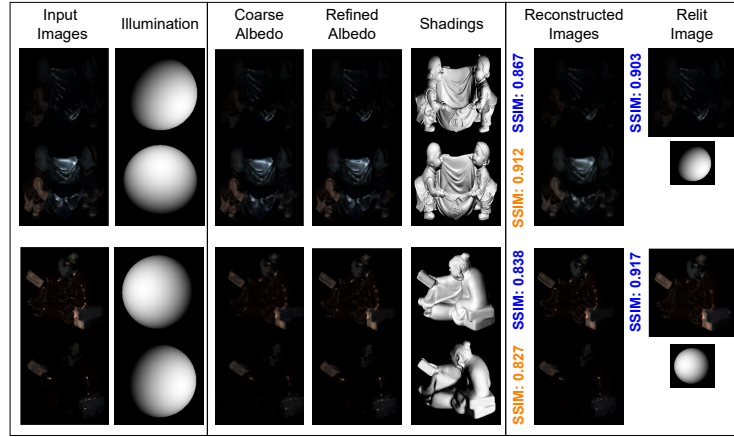 Input Images
Illumination
Coarse Albedo
Refined Albedo
Shadings
Reconstructed Images
Relit Image
SSIM: 0.867
SSIM: 0.903
SSIM: 0.912
SSIM: 0.838
SSIM: 0.917
SSIM: 0.827